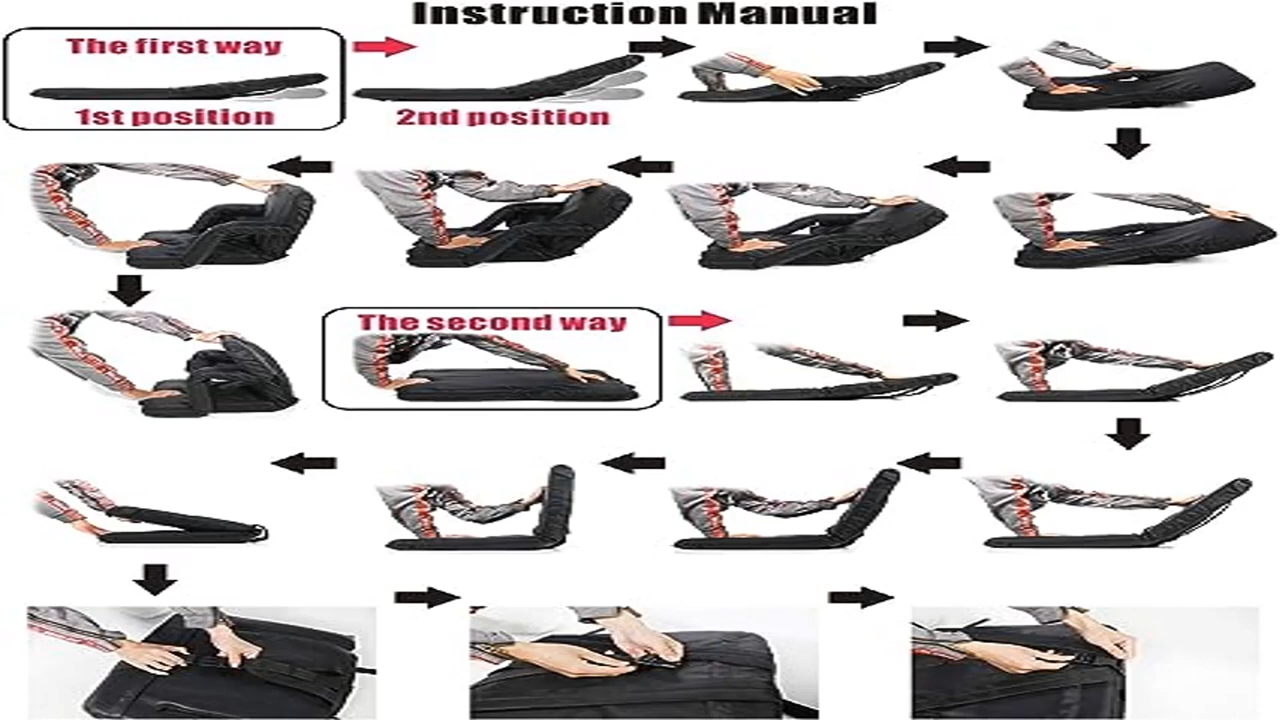 Instruction Manual
The first way
1st position
2nd position
The second way